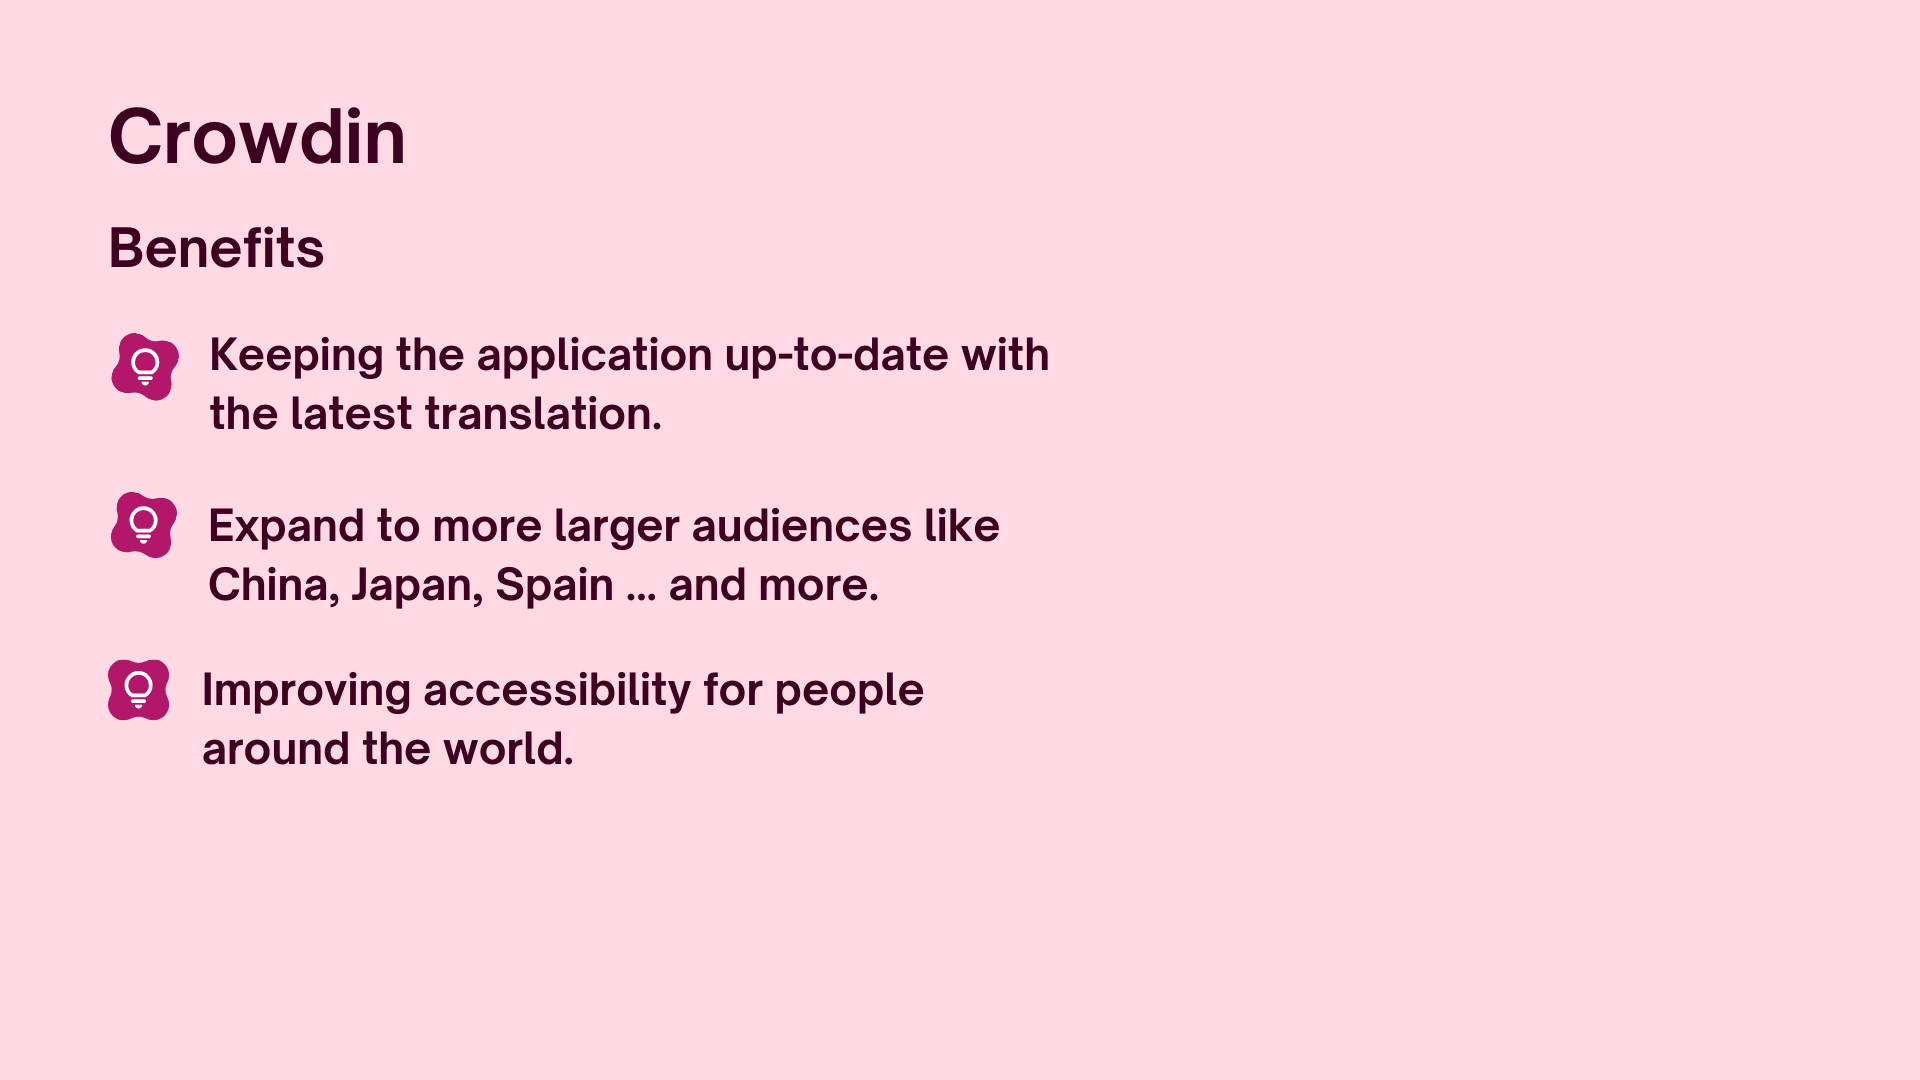 Crowdin
Benefits
Keeping the application up-to-date with
the latest translation.
Expand to more larger audiences like
China, Japan, Spain ... and more.
Improving accessibility for people
around the world.